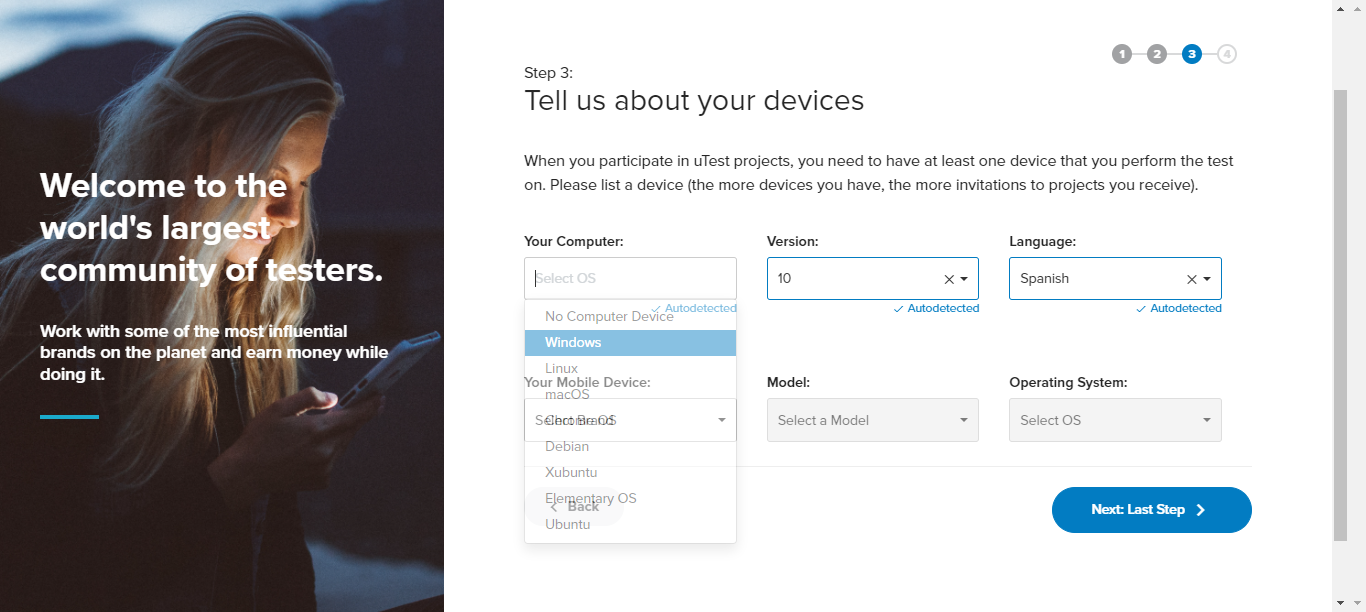 Welcome to the
world's largest
community of testers.
Work with some of the most influential
brands on the planet and earn money while
doing it.
1 2 3 4
Step 3:
Tell us about your devices
When you participate in uTest projects, you need to have at least one device that you perform the test
on. Please list a device (the more devices you have, the more invitations to projects you receive).
Your Computer: Version: Language:
Select OS 10 Spanish
Autodetected Autodetected Autodetected
No Computer Device
Windows
Linux
Your Mobile Device: Model: Operating System:
macOS
Select Brand Select a Model Select OS
Chrome OS
Debian
Xubuntu
Elementary OS
Back Next: Last Step
Ubuntu